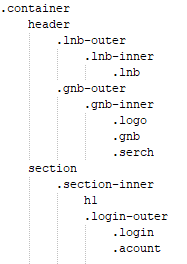 .container
header
.lnb-outer
.lnb-inner
.lnb
.gnb-outer
.gnb-inner
.logo
.gnb
.serch
section
.section-inner
h1
.login-outer
.login
.acount